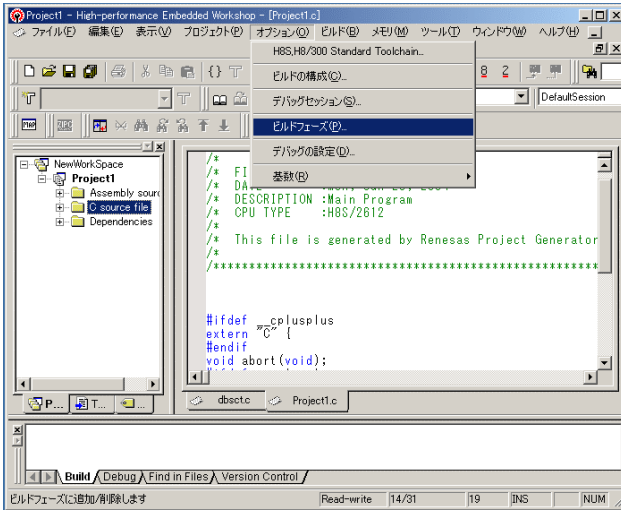 Project1 - High-performance Embedded Workshop - [Project1.c]
ファイル(F) 編集(E) 表示(V) プロジェクト(P) オプション(O) ビルド(B) メモリ(M) ツール(T) ウィンドウ(W) ヘルプ(H)
H8S,H8/300 Standard Toolchain...
ビルドの構成(C)...
デバッグセッション(S)...
DefaultSession
ビルドフェーズ(P)...
デバッグの設定(D)...
基数(R)
NewWorkSpace
Project1
Assembly sour
C source file
Dependencies
/*
/* FI
/* DA
/* DESCRIPTION :Main Program
/* CPU TYPE :H8S/2612
/*
/* This file is generated by Renesas Project Generator
/*
#ifdef __cplusplus
extern "C" {
#endif
void abort(void);
P... T... ...
dbsct.c Project1.c
Build Debug Find in Files Version Control
ビルドフェーズに追加/削除します Read-write 14/31 19 INS NUM